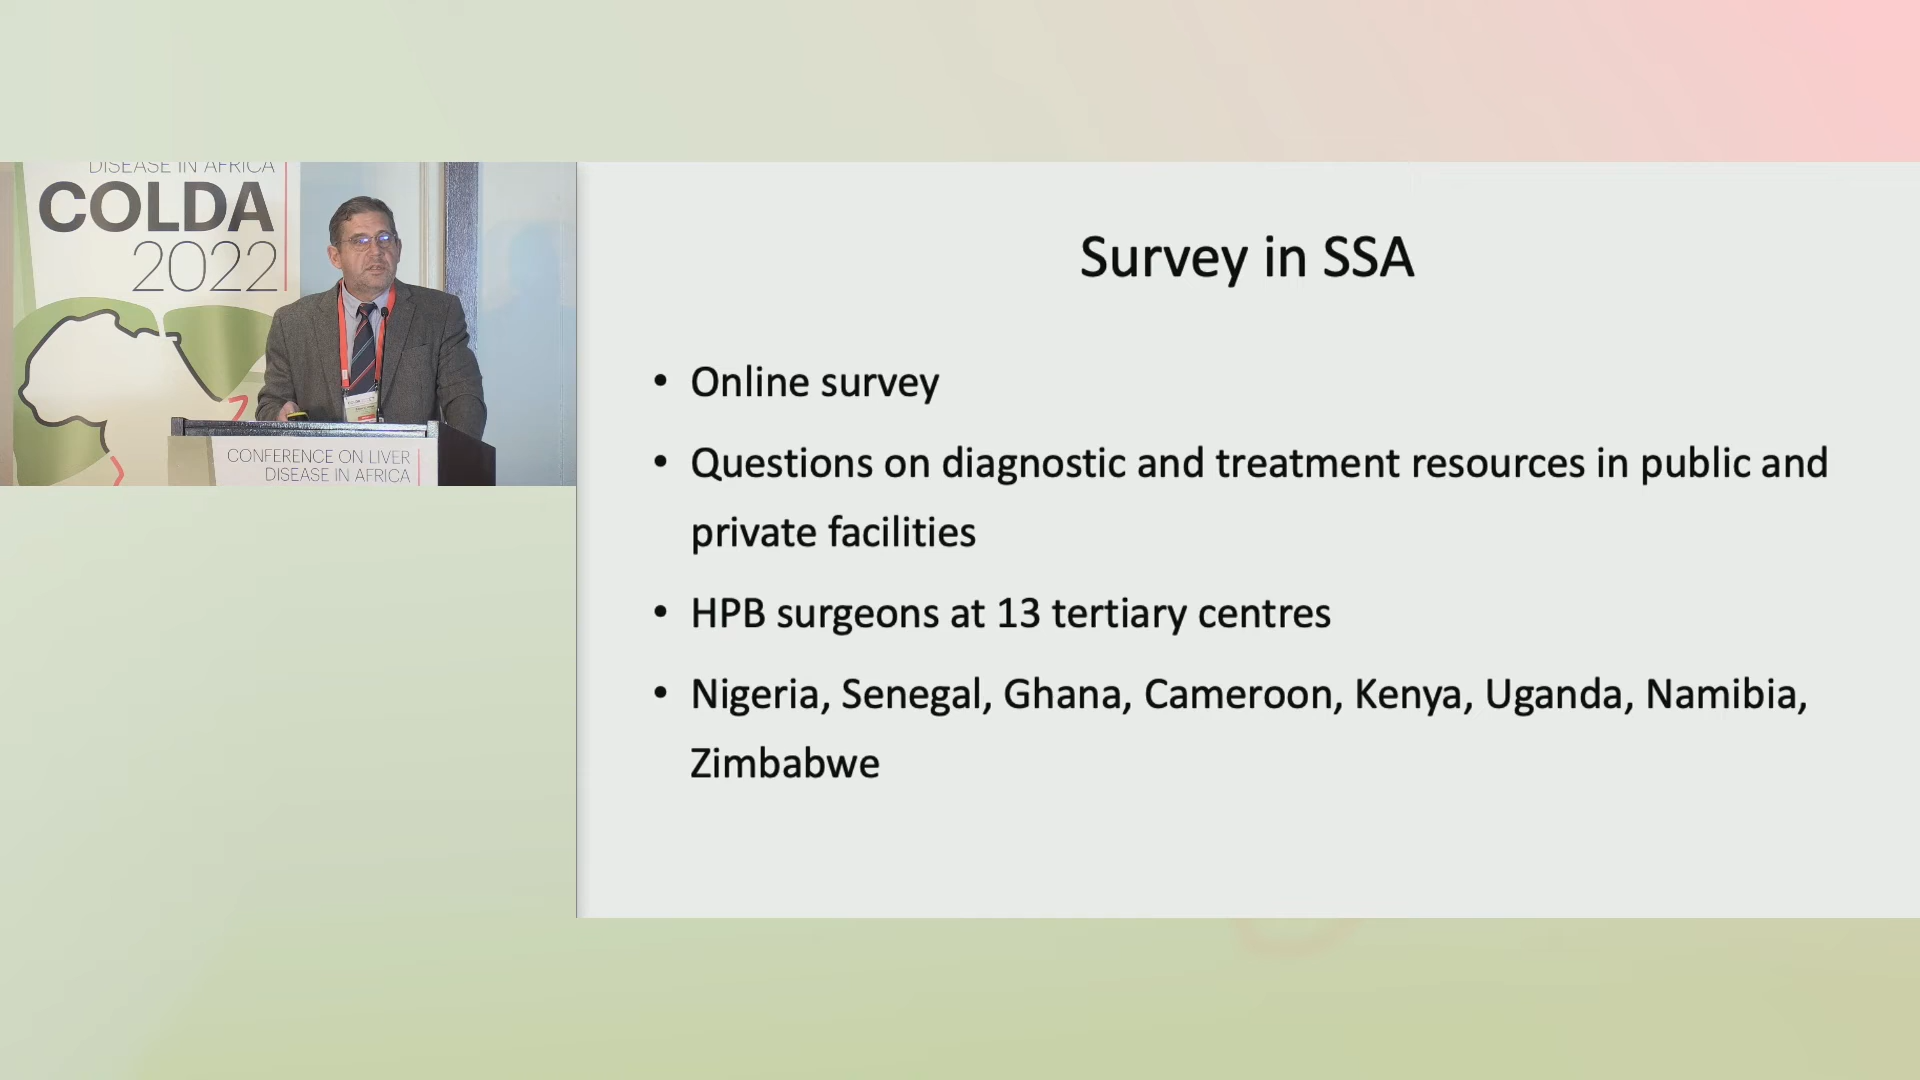 DISEASE IN AFRICA
COLDA
2022
CONFERENCE ON LIVER
DISEASE IN AFRICA
Survey in SSA
• Online survey
• Questions on diagnostic and treatment resources in public and
private facilities
• HPB surgeons at 13 tertiary centres
• Nigeria, Senegal, Ghana, Cameroon, Kenya, Uganda, Namibia,
Zimbabwe